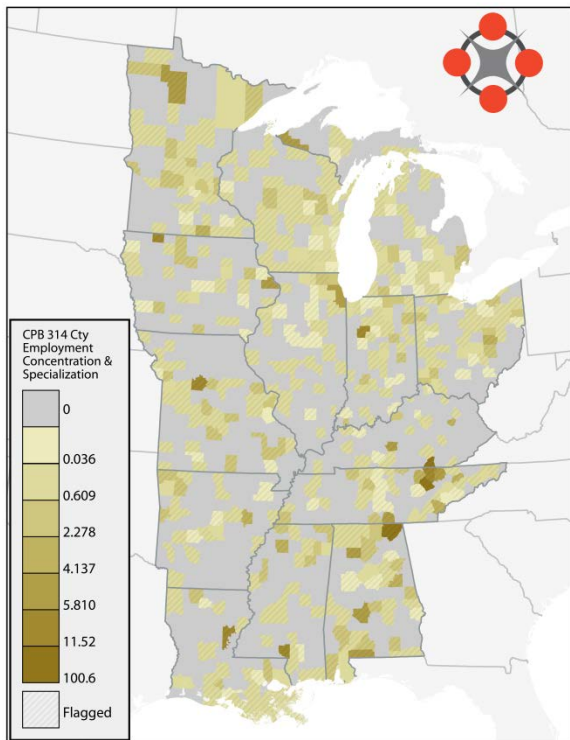 CPB 314 Cty
Employment
Concentration &
Specialization
0
0.036
0.609
2.278
4.137
5.810
11.52
100.6
Flagged